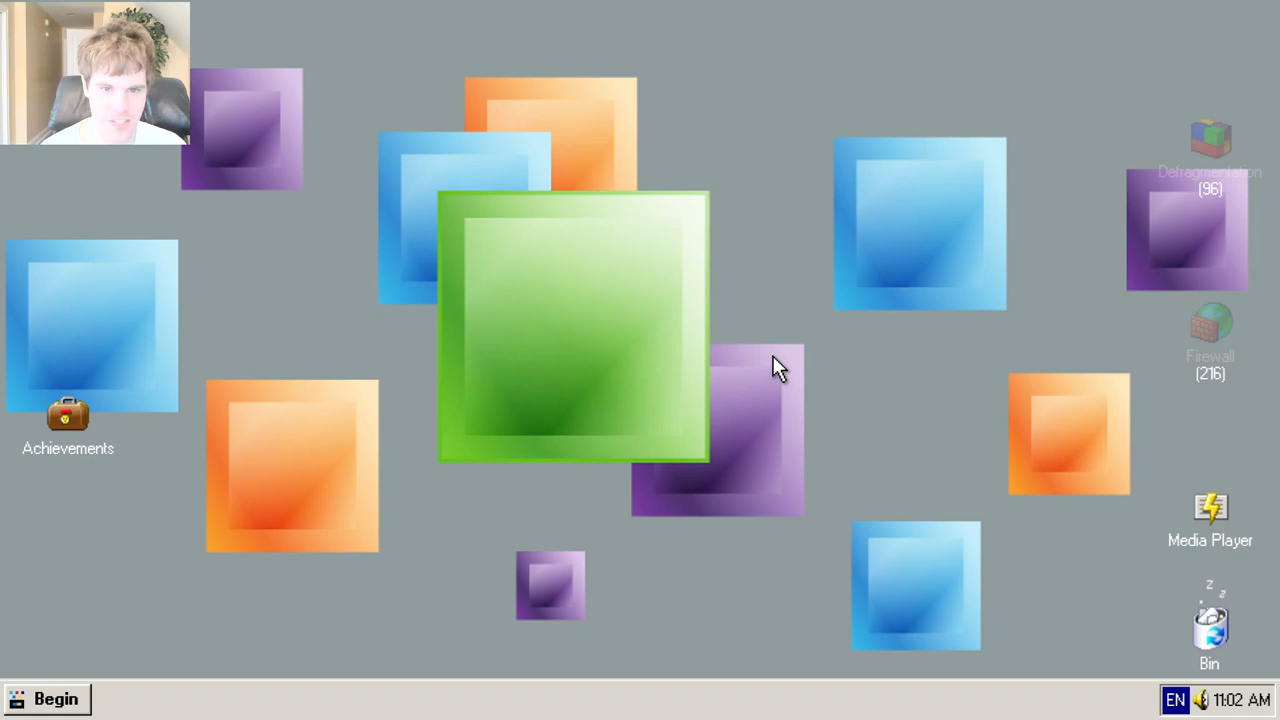 Defragmentation
(96)
Firewall
(216)
Achievements
Media Player
z
z
Bin
Begin
EN
11:02 AM